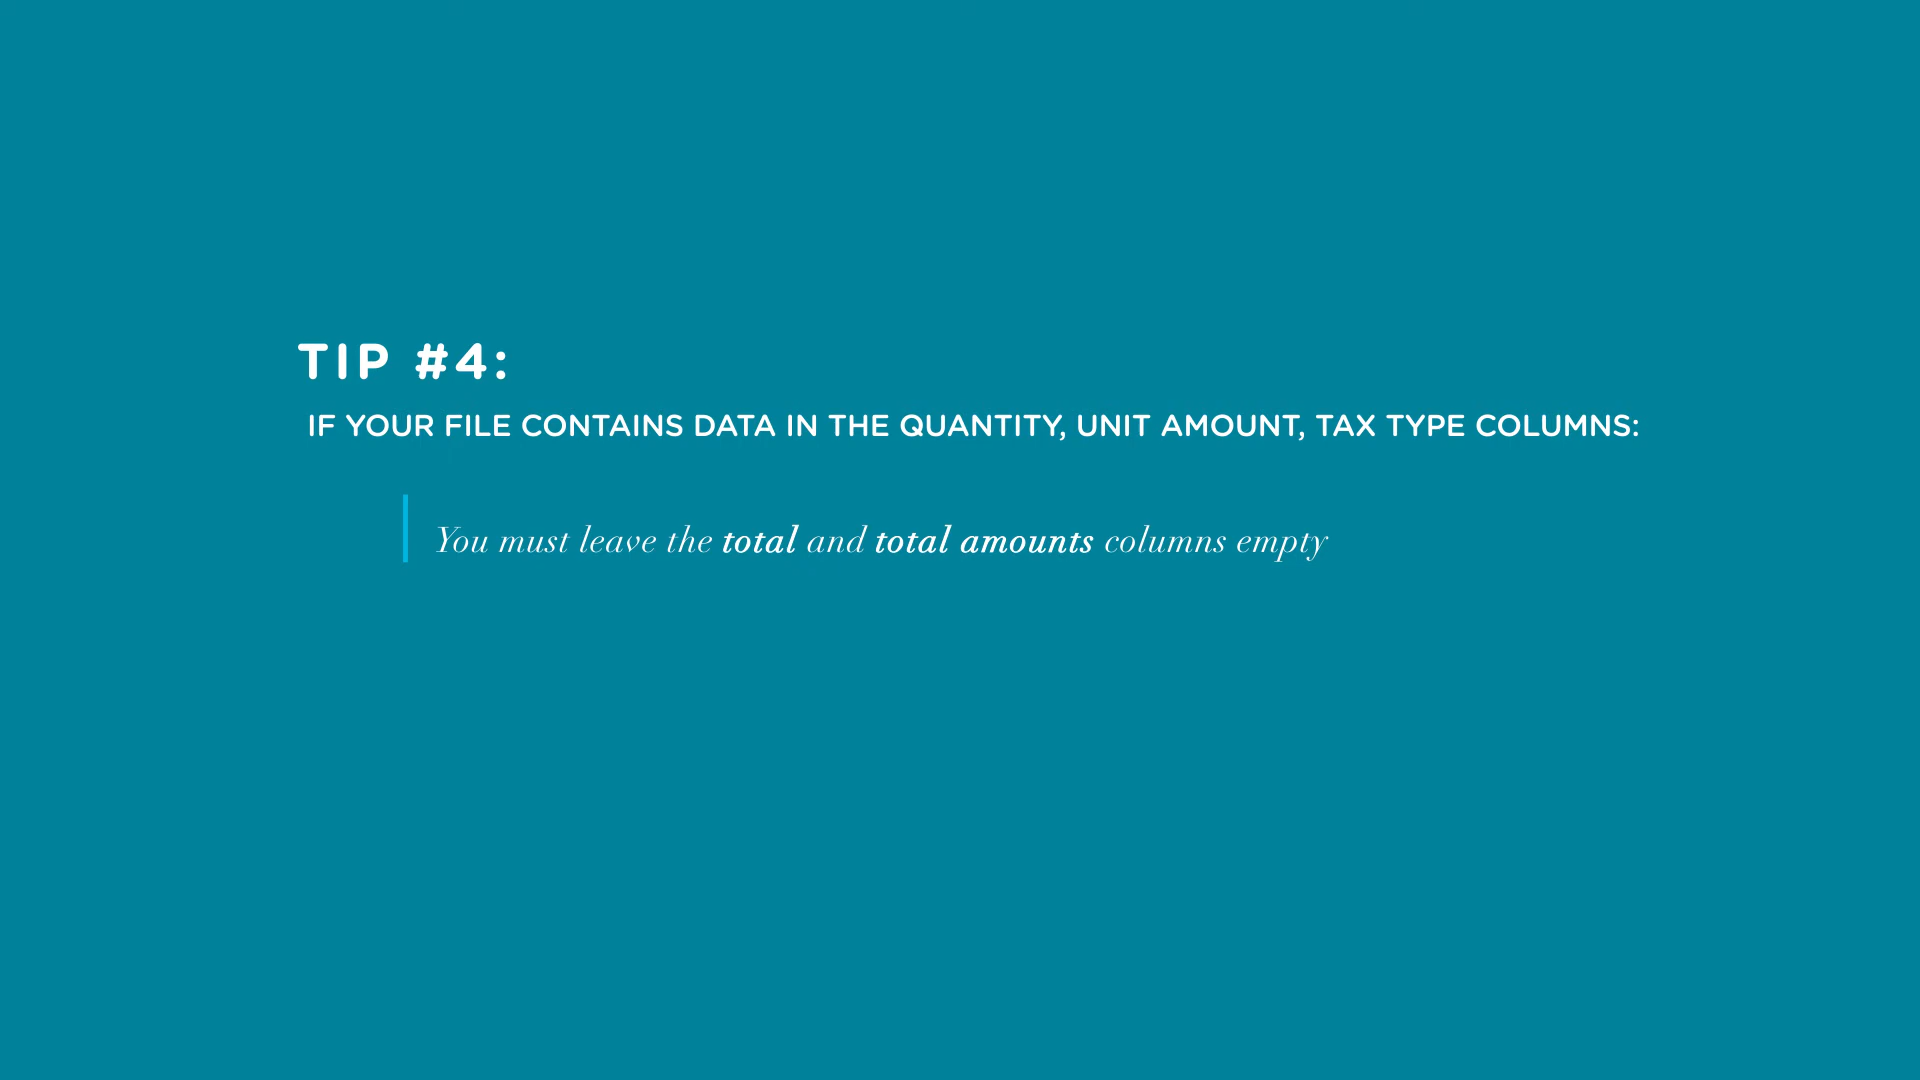 TIP #4:
IF YOUR FILE CONTAINS DATA IN THE QUANTITY, UNIT AMOUNT, TAX TYPE COLUMNS:
You must leave the total and total amounts columns empty